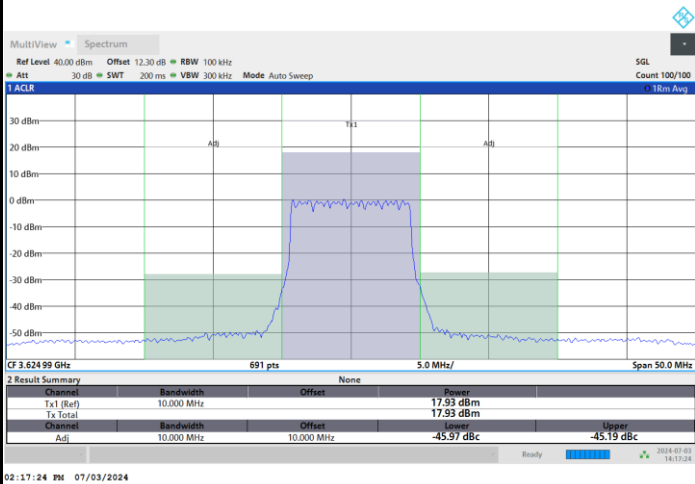 MultiView Spectrum
Ref Level 40.00 dBm Offset 12.30 dB RBW 100 kHz SGL
Att 30 dB SWT 200 ms VBW 300 kHz Mode Auto Sweep Count 100/100
1 ACLR 1Rm Avg
30 dBm
Tx1
20 dBm Adj Adj
10 dBm
0 dBm
-10 dBm
-20 dBm
-30 dBm
-40 dBm
-50 dBm
CF 3.624 99 GHz 691 pts 5.0 MHz/ Span 50.0 MHz
2 Result Summary None
Channel Bandwidth Offset Power
Tx1 (Ref) 10.000 MHz 17.93 dBm
Tx Total 17.93 dBm
Channel Bandwidth Offset Lower Upper
Adj 10.000 MHz 10.000 MHz -45.97 dBc -45.19 dBc
Ready 2024-07-03
14:17:24
02:17:24 PM 07/03/2024